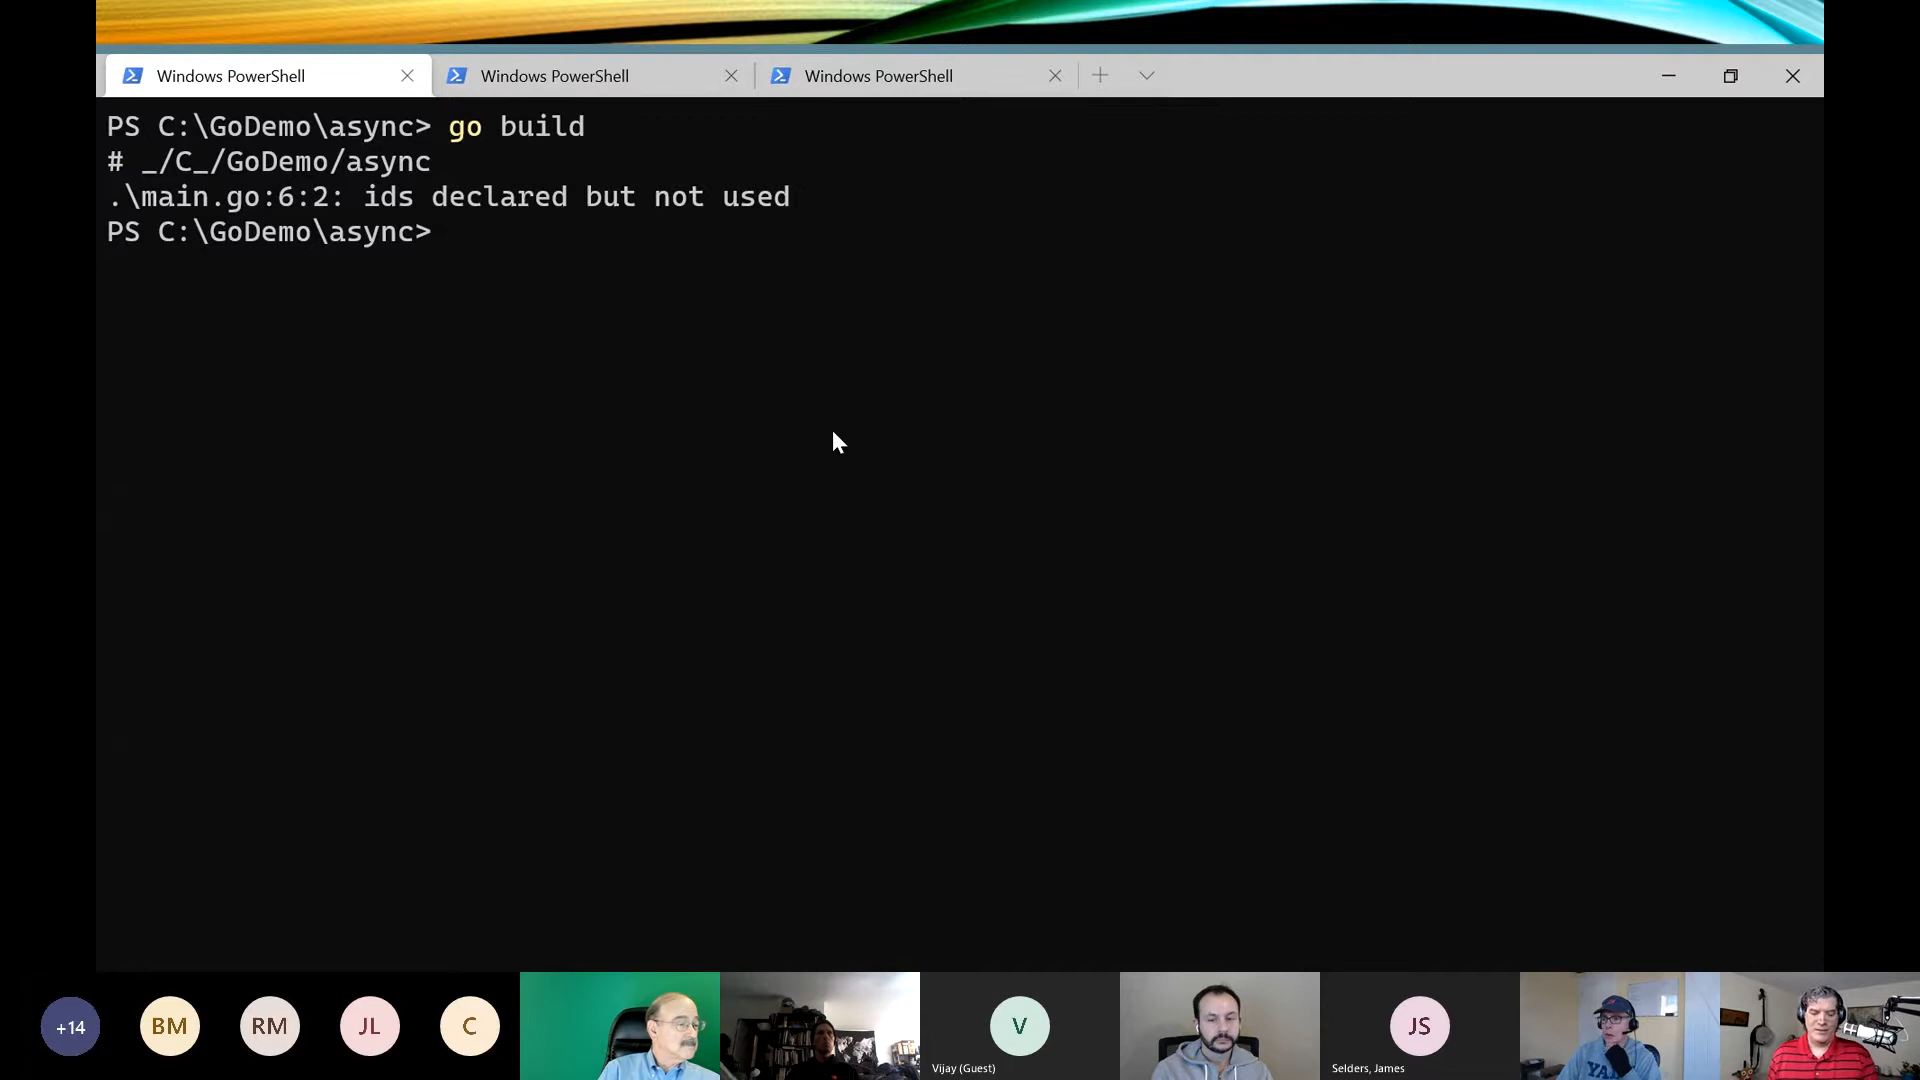 Windows PowerShell
Windows PowerShell
Windows PowerShell
PS C:\GoDemo\async> go build
# _/C_/GoDemo/async
.\main.go:6:2: ids declared but not used
PS C:\GoDemo\async>
+14
BM
RM
JL
C
V
Vijay (Guest)
JS
Selders, James
YALE